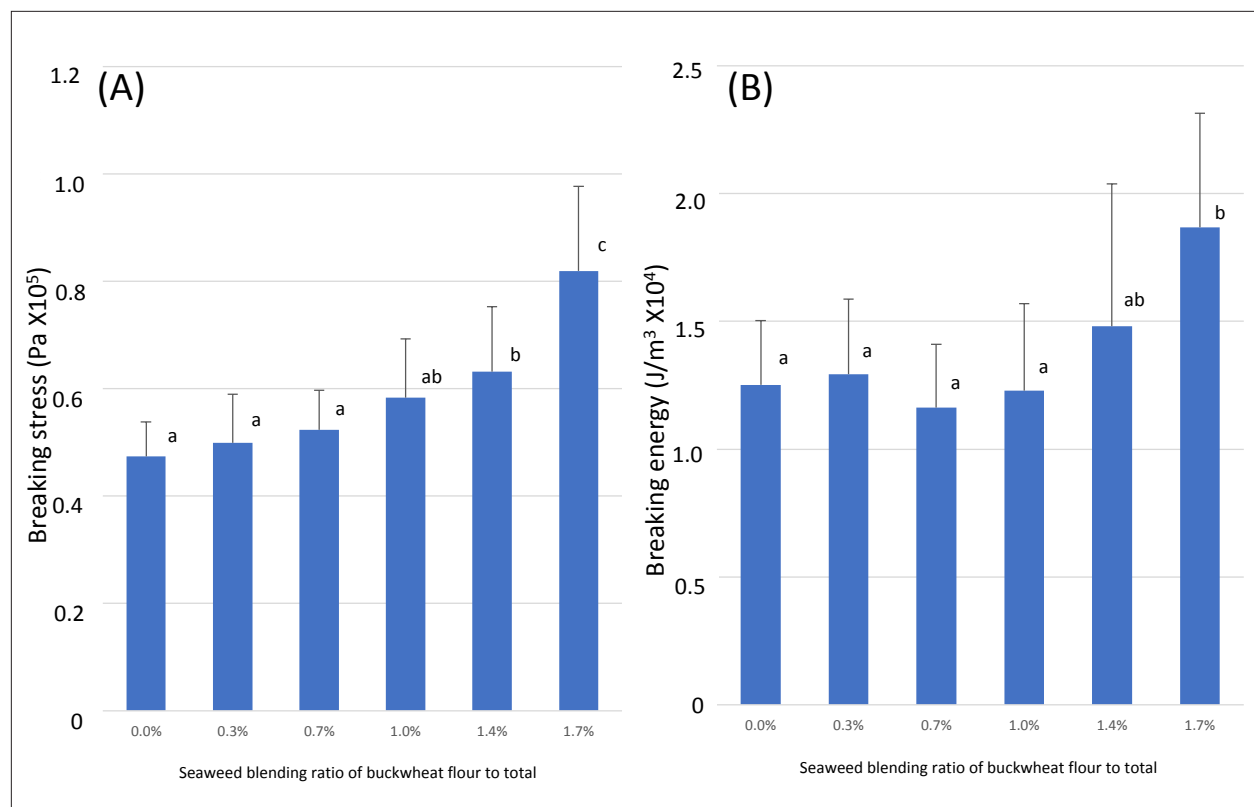 (A)
Breaking stress (Pa X10⁵)
1.2
1.0
0.8
0.6
0.4
0.2
0
a
a
a
ab
b
c
0.0% 0.3% 0.7% 1.0% 1.4% 1.7%
Seaweed blending ratio of buckwheat flour to total
(B)
Breaking energy (J/m³ X10⁴)
2.5
2.0
1.5
1.0
0.5
0
a
a
a
a
ab
b
0.0% 0.3% 0.7% 1.0% 1.4% 1.7%
Seaweed blending ratio of buckwheat flour to total